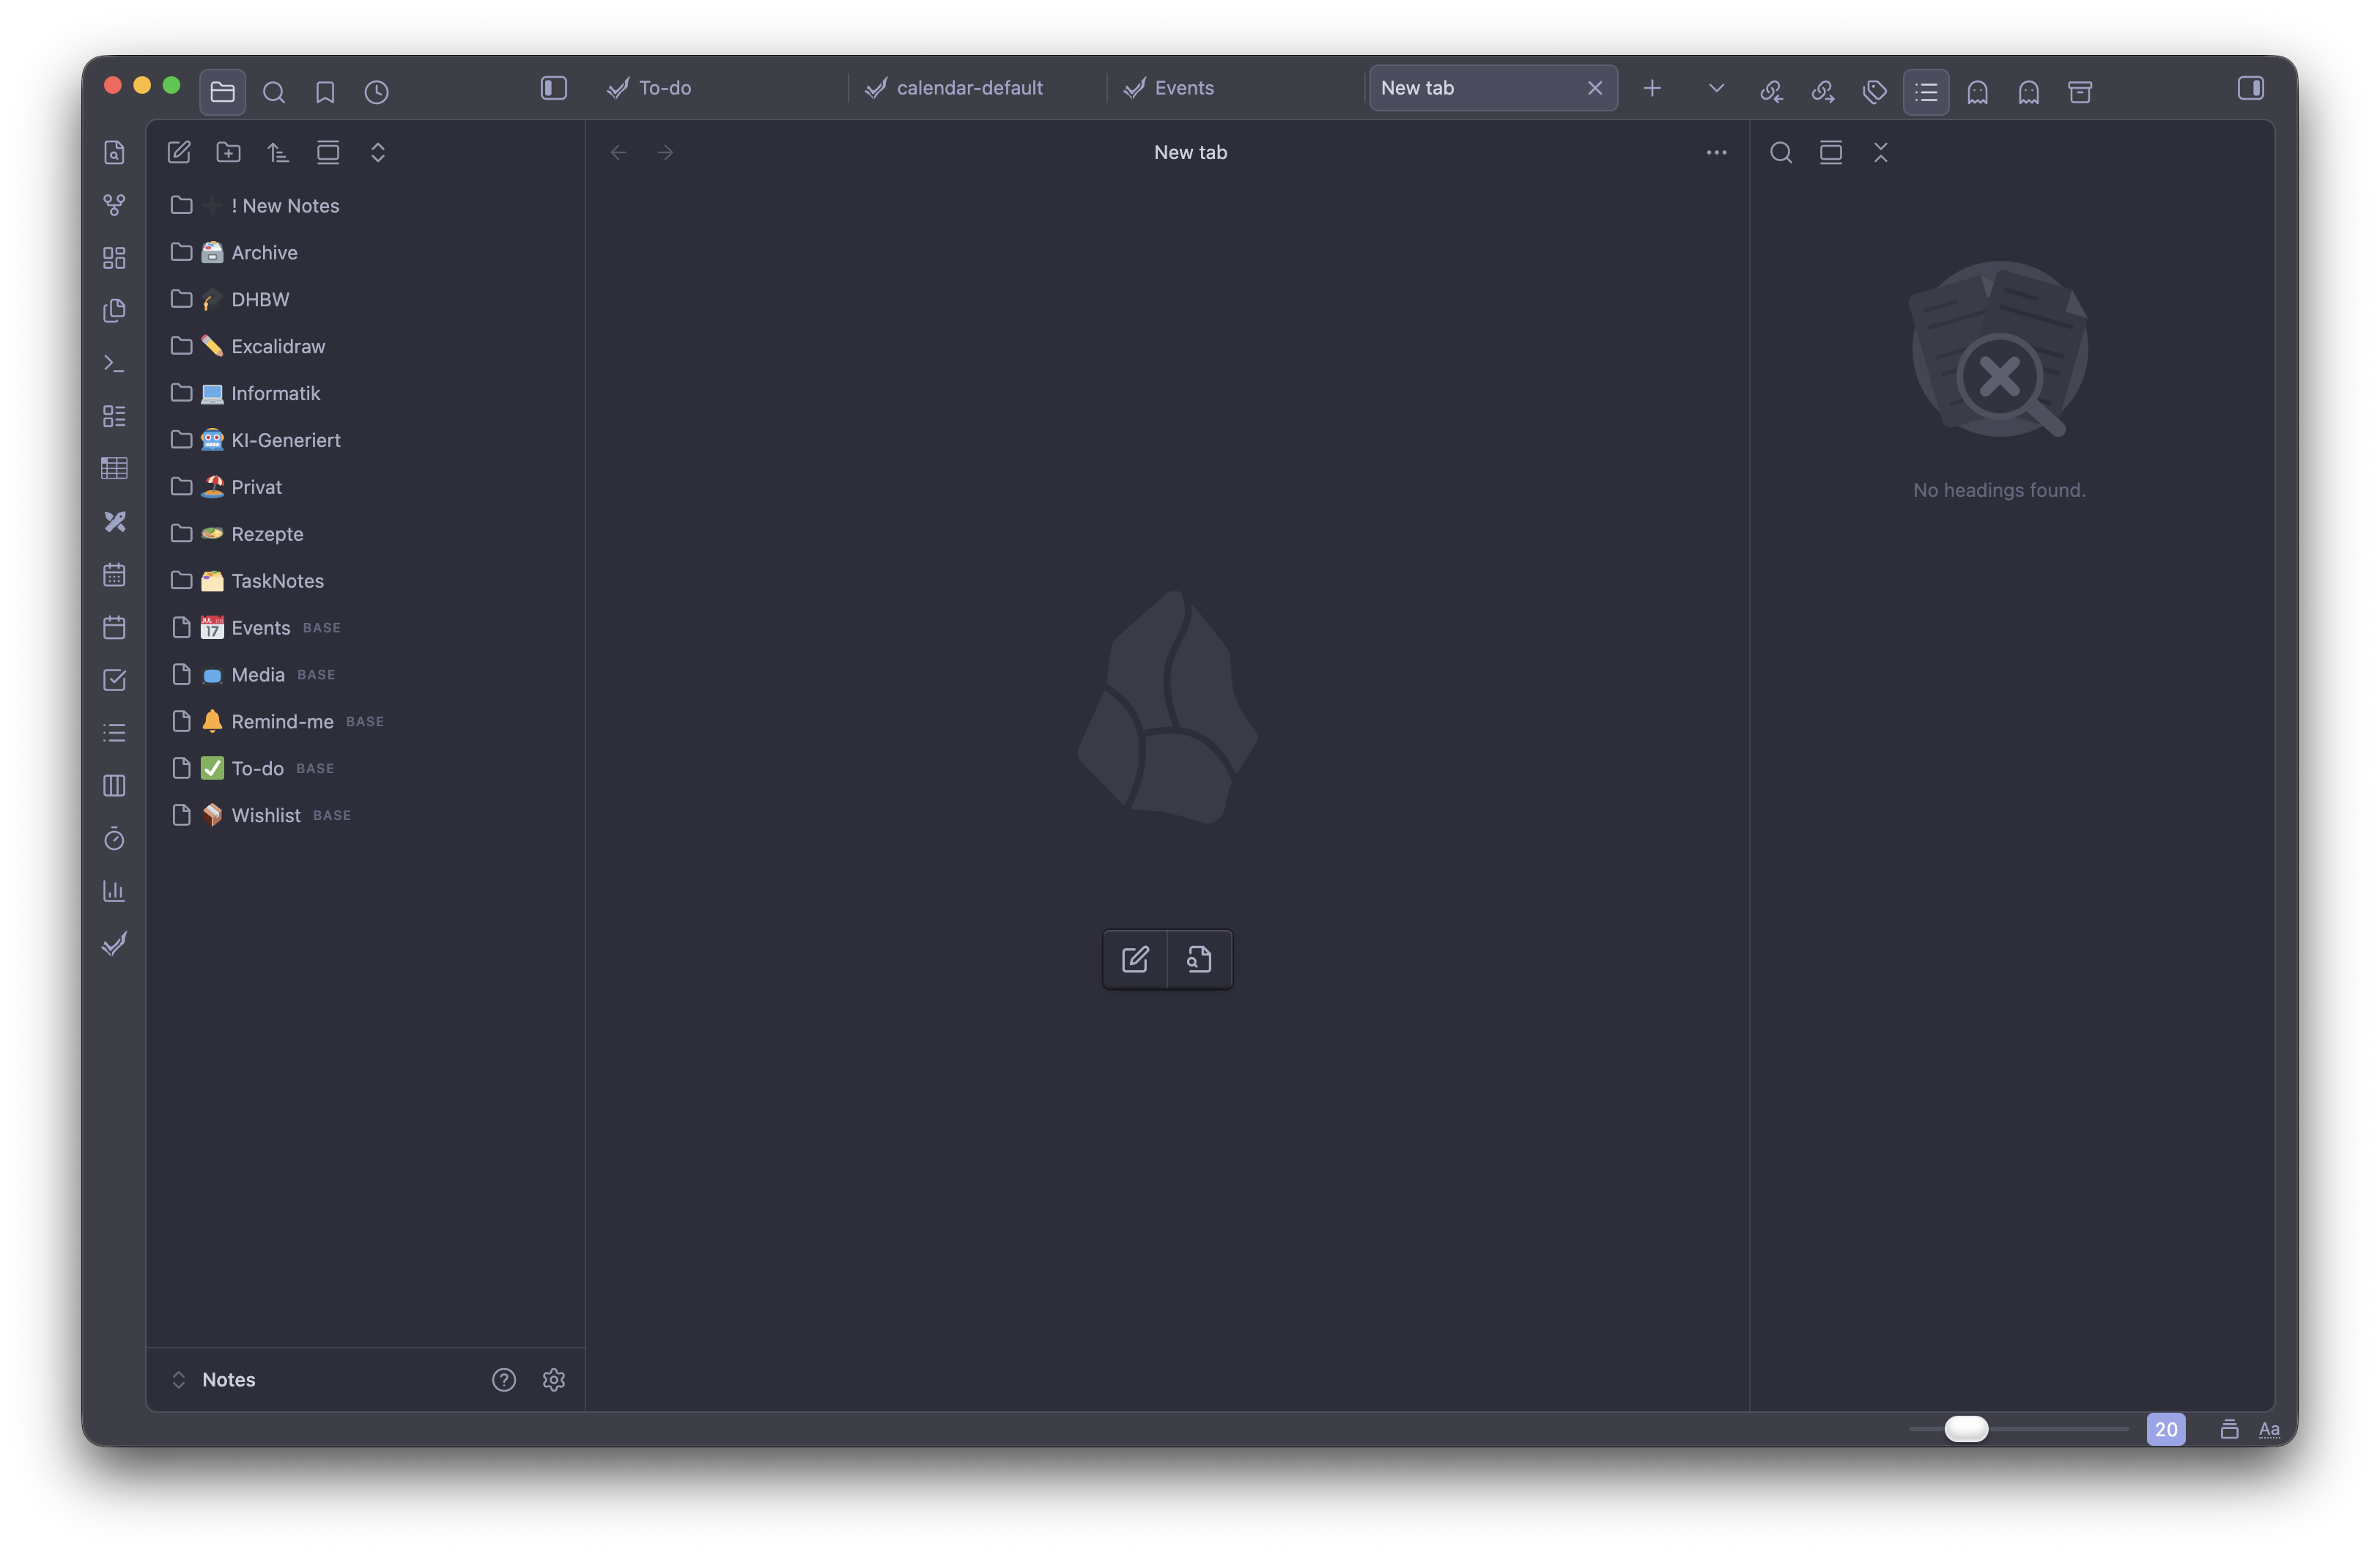 To-do
calendar-default
Events
New tab
New tab
! New Notes
Archive
DHBW
Excalidraw
Informatik
KI-Generiert
Privat
Rezepte
TaskNotes
JUL
17
Events BASE
Media BASE
Remind-me BASE
To-do BASE
Wishlist BASE
No headings found.
Notes
20
Aa